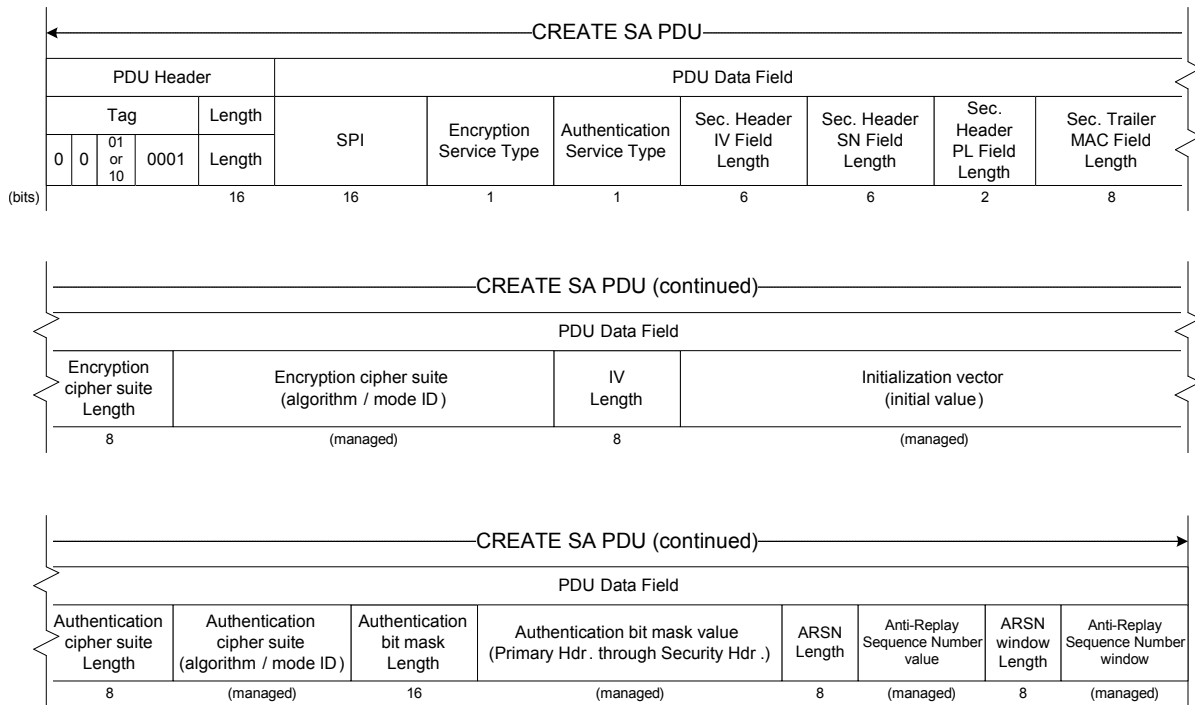 CREATE SA PDU
PDU Header
PDU Data Field
Tag
Length
SPI
Encryption
Service Type
Authentication
Service Type
Sec. Header
IV Field
Length
Sec. Header
SN Field
Length
Sec.
Header
PL Field
Length
Sec. Trailer
MAC Field
Length
0
0
01
or
10
0001
Length
(bits)
16
16
1
1
6
6
2
8
CREATE SA PDU (continued)
PDU Data Field
Encryption
cipher suite
Length
Encryption cipher suite
(algorithm / mode ID)
IV
Length
Initialization vector
(initial value)
8
(managed)
8
(managed)
CREATE SA PDU (continued)
PDU Data Field
Authentication
cipher suite
Length
Authentication
cipher suite
(algorithm / mode ID)
Authentication
bit mask
Length
Authentication bit mask value
(Primary Hdr. through Security Hdr.)
ARSN
Length
Anti-Replay
Sequence Number
value
ARSN
window
Length
Anti-Replay
Sequence Number
window
8
(managed)
16
(managed)
8
(managed)
8
(managed)